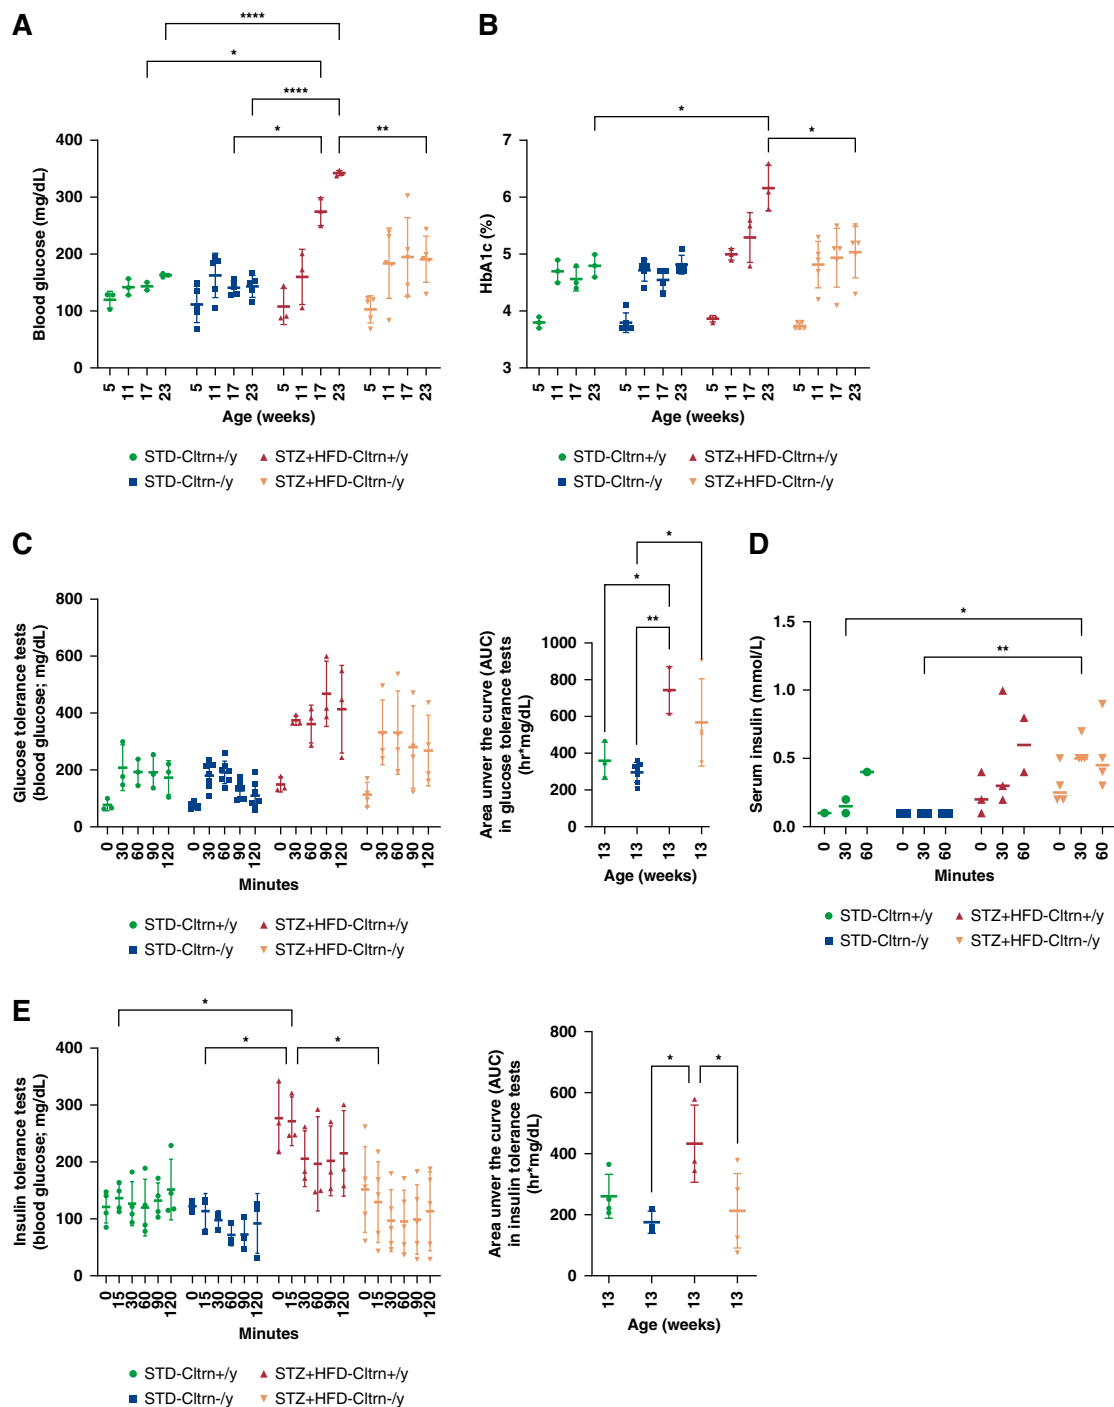 A
B
****
*
****
*
**
*
*
Blood glucose (mg/dL)
400
300
200
100
0
5 11 17 23 5 11 17 23 5 11 17 23 5 11 17 23
Age (weeks)
HbA1c (%)
7
6
5
4
3
5 11 17 23 5 11 17 23 5 11 17 23 5 11 17 23
Age (weeks)
STD-Cltrn+/y STZ+HFD-Cltrn+/y
STD-Cltrn-/y STZ+HFD-Cltrn-/y
STD-Cltrn+/y STZ+HFD-Cltrn+/y
STD-Cltrn-/y STZ+HFD-Cltrn-/y
C
Glucose tolerance tests
(blood glucose; mg/dL)
800
600
400
200
0
0 30 60 90 120 0 30 60 90 120 0 30 60 90 120 0 30 60 90 120
Minutes
STD-Cltrn+/y STZ+HFD-Cltrn+/y
STD-Cltrn-/y STZ+HFD-Cltrn-/y
*
*
**
Area unver the curve (AUC)
in glucose tolerance tests
(hr*mg/dL)
1000
800
600
400
200
0
13 13 13 13
Age (weeks)
D
*
**
Serum insulin (mmol/L)
1.5
1.0
0.5
0.0
0 30 60 0 30 60 0 30 60 0 30 60
Minutes
STD-Cltrn+/y STZ+HFD-Cltrn+/y
STD-Cltrn-/y STZ+HFD-Cltrn-/y
E
*
*
*
Insulin tolerance tests
(blood glucose; mg/dL)
400
300
200
100
0
0 15 30 60 90 120 0 15 30 60 90 120 0 15 30 60 90 120 0 15 30 60 90 120
Minutes
STD-Cltrn+/y STZ+HFD-Cltrn+/y
STD-Cltrn-/y STZ+HFD-Cltrn-/y
*
*
Area unver the curve (AUC)
in insulin tolerance tests
(hr*mg/dL)
800
600
400
200
0
13 13 13 13
Age (weeks)